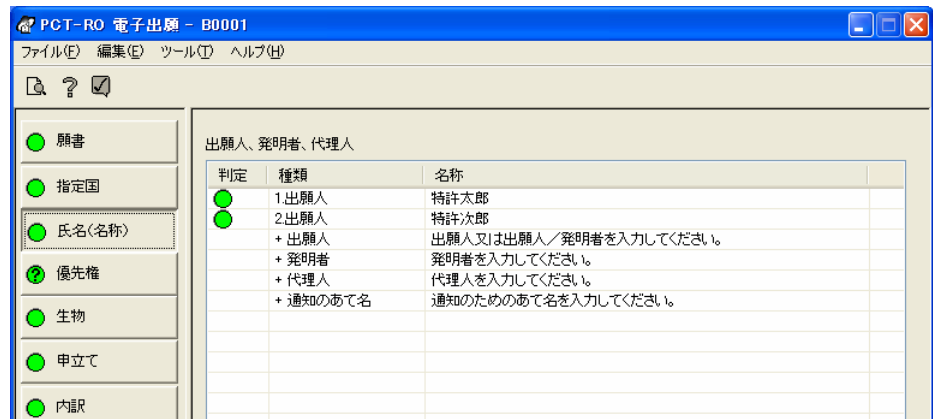 PCT-RO 電子出願 - B0001
ファイル(F) 編集(E) ツール(T) ヘルプ(H)
願書
指定国
氏名(名称)
優先権
生物
申立て
内訳
出願人、発明者、代理人
判定 種類 名称
1.出願人 特許太郎
2.出願人 特許次郎
+ 出願人 出願人又は出願人／発明者を入力してください。
+ 発明者 発明者を入力してください。
+ 代理人 代理人を入力してください。
+ 通知のあて名 通知のためのあて名を入力してください。